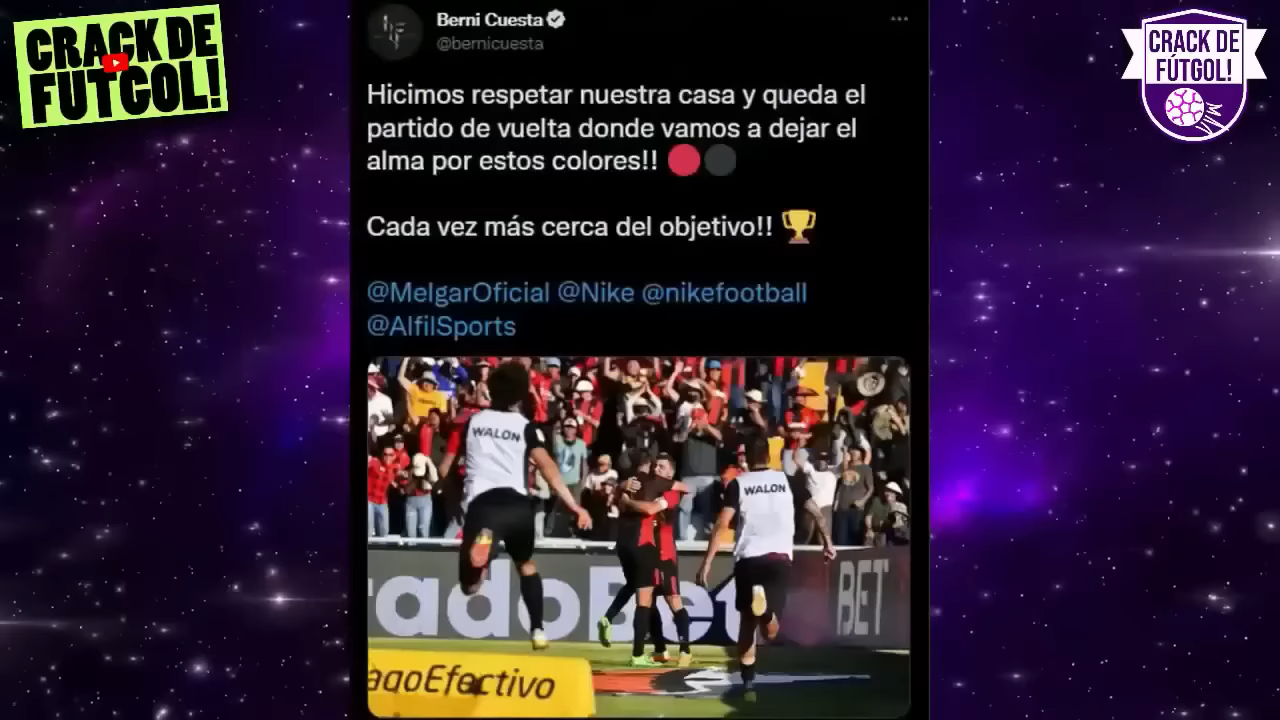 CRACK DE
FUTGOL!
CRACK DE
FÚTGOL!
Berni Cuesta
@bernicuesta
Hicimos respetar nuestra casa y queda el
partido de vuelta donde vamos a dejar el
alma por estos colores!!
Cada vez más cerca del objetivo!!
@MelgarOficial @Nike @nikefootball
@AlfilSports
WALON
WALON
adoBet
BET
agoEfectivo